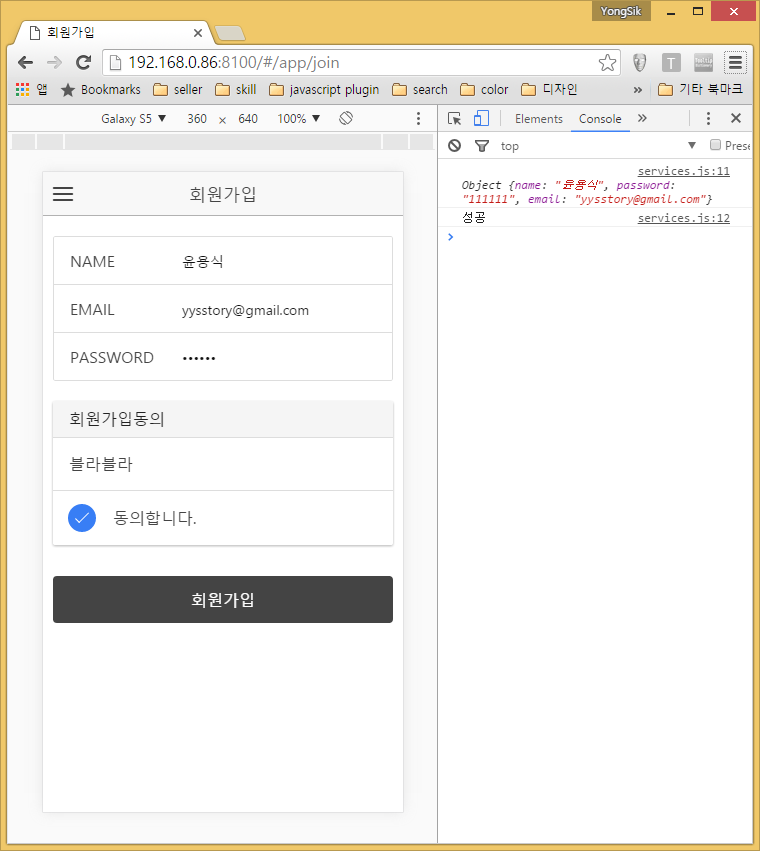 YongSik
회원가입
192.168.0.86:8100/#/app/join
앱 Bookmarks seller skill javascript plugin search color 디자인 » 기타 북마크
Galaxy S5 ▼ 360 x 640 100% ▼
Elements Console »
top ▼ Prese
회원가입
NAME 윤용식
EMAIL yysstory@gmail.com
PASSWORD ••••••
회원가입동의
블라블라
동의합니다.
회원가입
services.js:11
Object {name: "윤용식", password:
"111111", email: "yysstory@gmail.com"}
성공 services.js:12
>